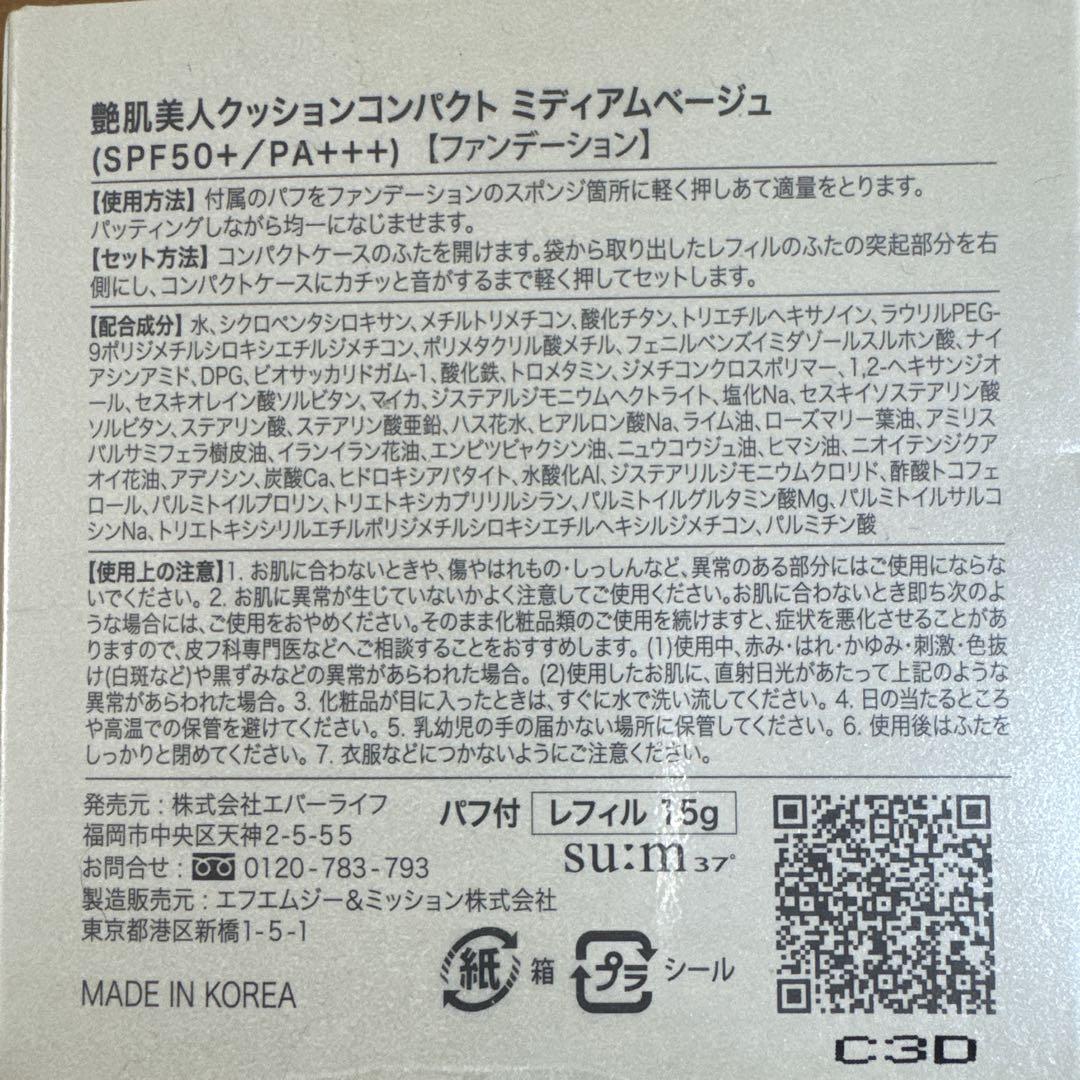 艶肌美人クッションコンパクト ミディアムベージュ
(SPF50+/PA+++) 【ファンデーション】
【使用方法】付属のパフをファンデーションのスポンジ箇所に軽く押しあて適量をとります。
パッティングしながら均一になじませます。
【セット方法】コンパクトケースのふたを開けます。袋から取り出したレフィルのふたの突起部分を右
側にし、コンパクトケースにカチッと音がするまで軽く押してセットします。
【配合成分】水、シクロペンタシロキサン、メチルトリメチコン、酸化チタン、トリエチルヘキサノイン、ラウリルPEG-
9ポリジメチルシロキシエチルジメチコン、ポリメタクリル酸メチル、フェニルベンズイミダゾールスルホン酸、ナイ
アシンアミド、DPG、ビオサッカリドガム-1、酸化鉄、トロメタミン、ジメチコンクロスポリマー、1,2-ヘキサンジオ
ール、セスキオレイン酸ソルビタン、マイカ、ジステアルジモニウムヘクトライト、塩化Na、セスキイソステアリン酸
ソルビタン、ステアリン酸、ステアリン酸亜鉛、ハス花水、ヒアルロン酸Na、ライム油、ローズマリー葉油、アミリス
バルサミフェラ樹皮油、イランイラン花油、エンピツビャクシン油、ニュウコウジュ油、ヒマシ油、ニオイテンジクア
オイ花油、アデノシン、炭酸Ca、ヒドロキシアパタイト、水酸化Al、ジステアリルジモニウムクロリド、酢酸トコフェ
ロール、パルミトイルプロリン、トリエトキシカプリリルシラン、パルミトイルグルタミン酸Mg、パルミトイルサルコ
シンNa、トリエトキシシリルエチルポリジメチルシロキシエチルヘキシルジメチコン、パルミチン酸
【使用上の注意】1. お肌に合わないときや、傷やはれもの・しっしんなど、異常のある部分にはご使用にならな
いでください。2. お肌に異常が生じていないかよく注意してご使用ください。お肌に合わないとき即ち次のよ
うな場合には、ご使用をおやめください。そのまま化粧品類のご使用を続けますと、症状を悪化させることがあ
りますので、皮フ科専門医などへご相談することをおすすめします。(1)使用中、赤み・はれ・かゆみ・刺激・色抜
け(白斑など)や黒ずみなどの異常があらわれた場合。(2)使用したお肌に、直射日光があたって上記のような
異常があらわれた場合。3. 化粧品が目に入ったときは、すぐに水で洗い流してください。4. 日の当たるところ
や高温での保管を避けてください。5. 乳幼児の手の届かない場所に保管してください。6. 使用後はふたを
しっかりと閉めてください。7. 衣服などにつかないようにご注意ください。
発売元：株式会社エバーライフ
福岡市中央区天神2-5-55
お問合せ：0120-783-793
製造販売元：エフエムジー&ミッション株式会社
東京都港区新橋1-5-1
MADE IN KOREA
パフ付 レフィル 15g
su:m37°
紙 箱 プラ シール
C3D